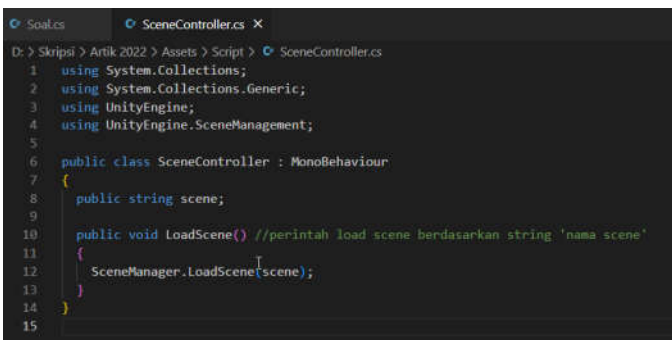 Soal.cs SceneController.cs X
D: > Skripsi > Artik 2022 > Assets > Script > SceneController.cs
1 using System.Collections;
2 using System.Collections.Generic;
3 using UnityEngine;
4 using UnityEngine.SceneManagement;
5
6 public class SceneController : MonoBehaviour
7 {
8 public string scene;
9
10 public void LoadScene() //perintah load scene berdasarkan string 'nama scene'
11 {
12 SceneManager.LoadScene(scene);
13 }
14 }
15